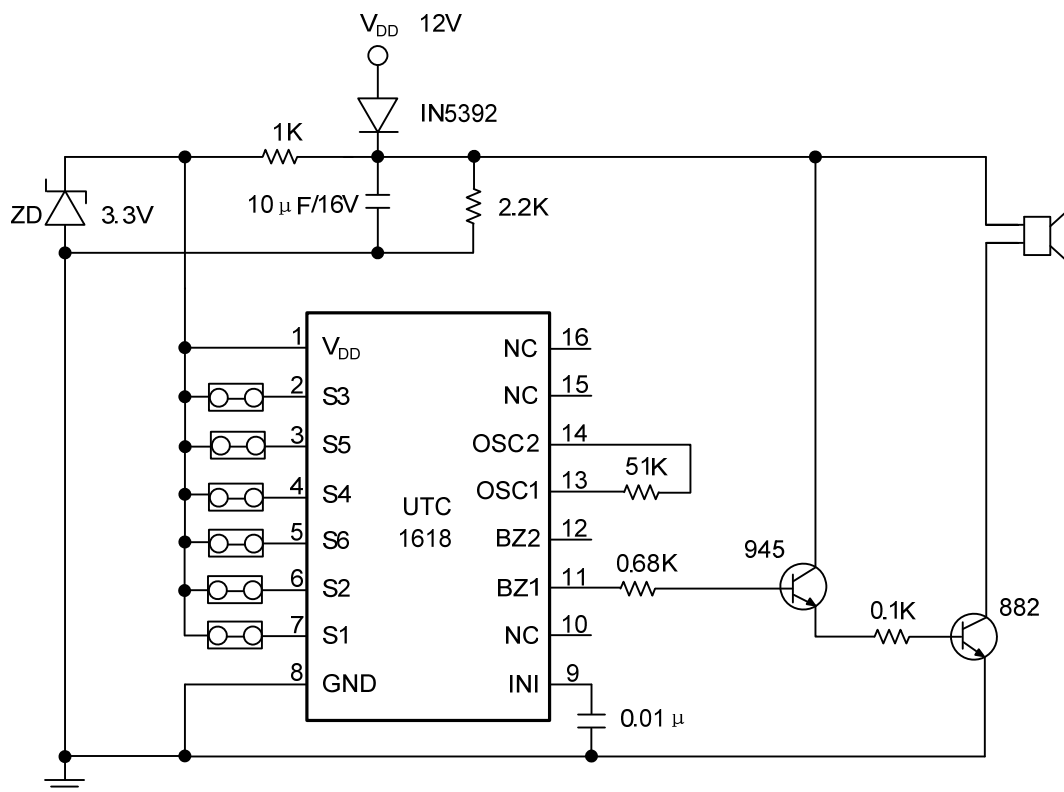 VDD 12V
IN5392
1K
ZD 3.3V
10 μ F/16V
2.2K
1 VDD
2 S3
3 S5
4 S4
5 S6
6 S2
7 S1
8 GND
UTC
1618
NC 16
NC 15
OSC2 14
OSC1 13
51K
BZ2 12
BZ1 11
0.68K
945
NC 10
0.1K
882
INI 9
0.01 μ